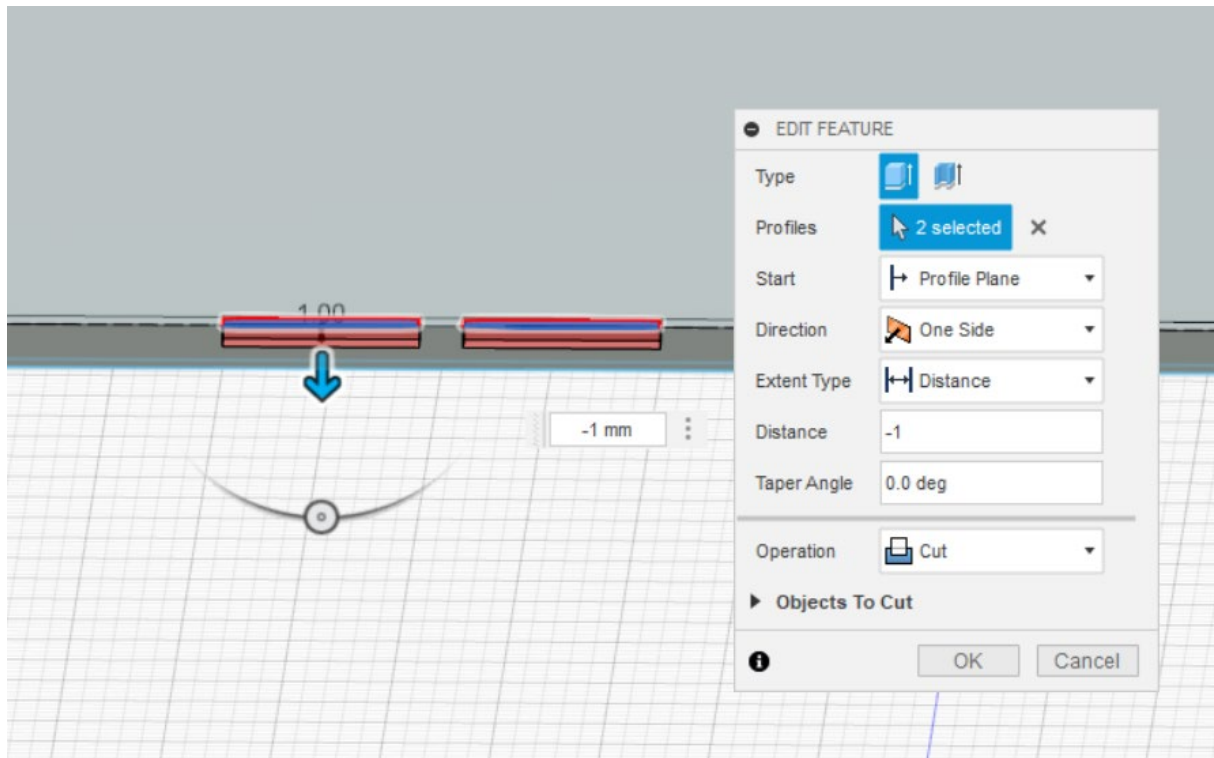 EDIT FEATURE
Type
Profiles 2 selected
Start Profile Plane
Direction One Side
Extent Type Distance
Distance -1
Taper Angle 0.0 deg
Operation Cut
Objects To Cut
OK Cancel
1.00
-1 mm